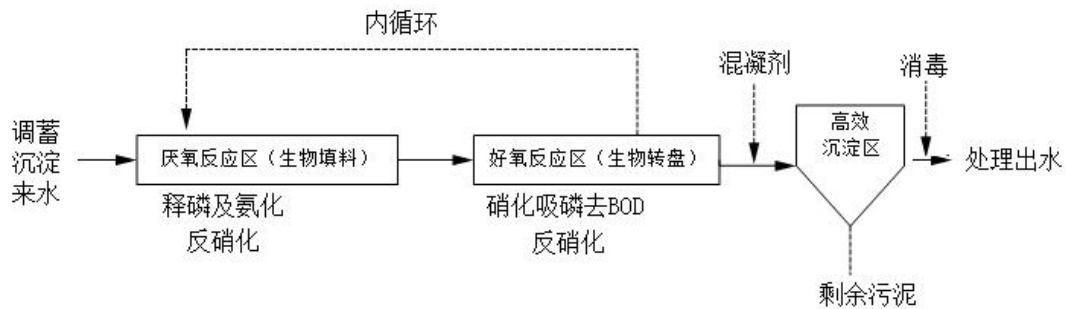 内循环
混凝剂
消毒
调蓄
沉淀
来水
厌氧反应区（生物填料）
好氧反应区（生物转盘）
高效
沉淀区
处理出水
释磷及氨化
反硝化
硝化吸磷去BOD
反硝化
剩余污泥